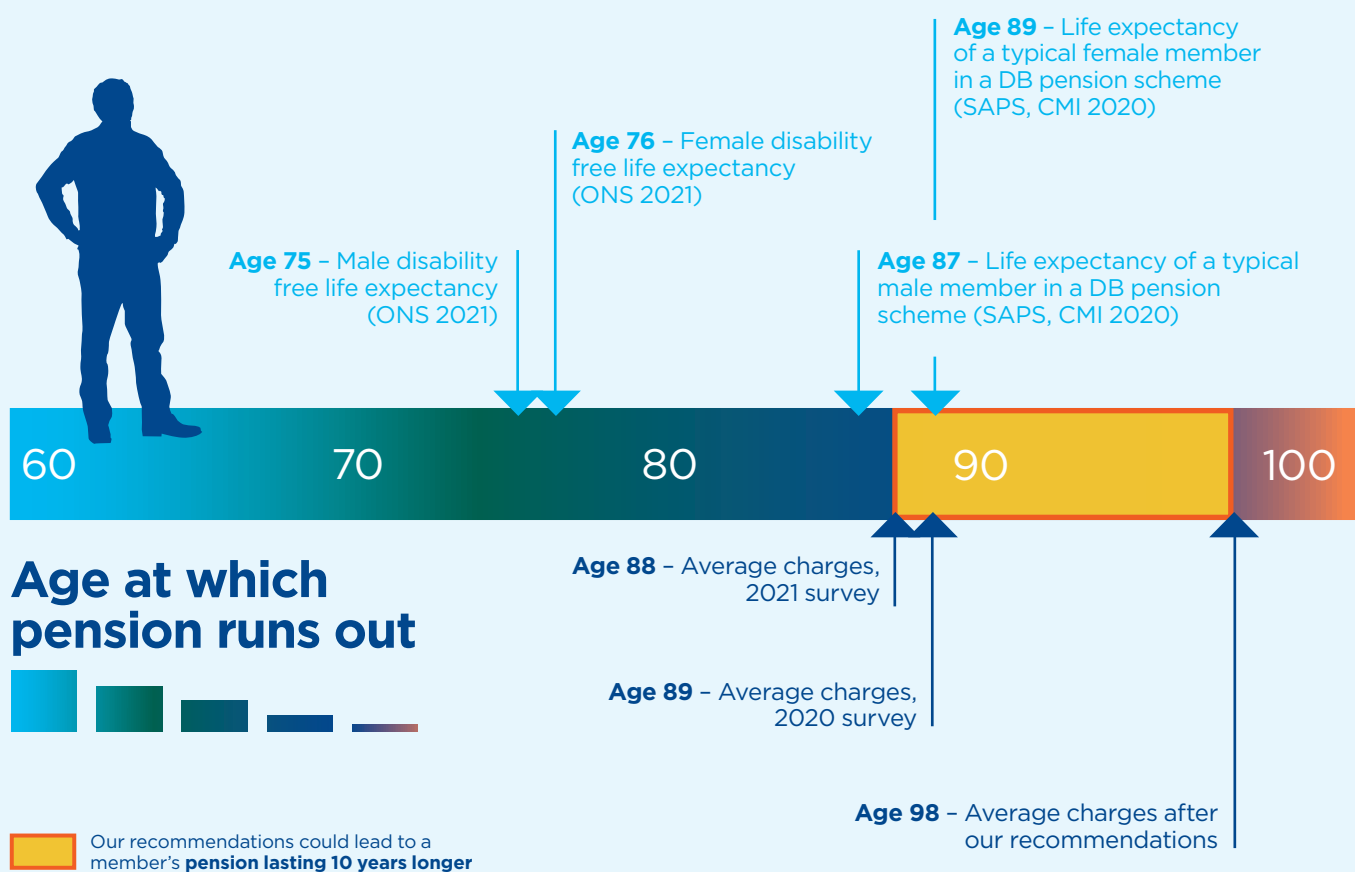 Age 89 – Life expectancy
of a typical female member
in a DB pension scheme
(SAPS, CMI 2020)
Age 76 – Female disability
free life expectancy
(ONS 2021)
Age 75 – Male disability
free life expectancy
(ONS 2021)
Age 87 – Life expectancy of a typical
male member in a DB pension
scheme (SAPS, CMI 2020)
60 70 80 90 100
Age at which
pension runs out
Age 88 – Average charges,
2021 survey
Age 89 – Average charges,
2020 survey
Age 98 – Average charges after
our recommendations
Our recommendations could lead to a
member's pension lasting 10 years longer